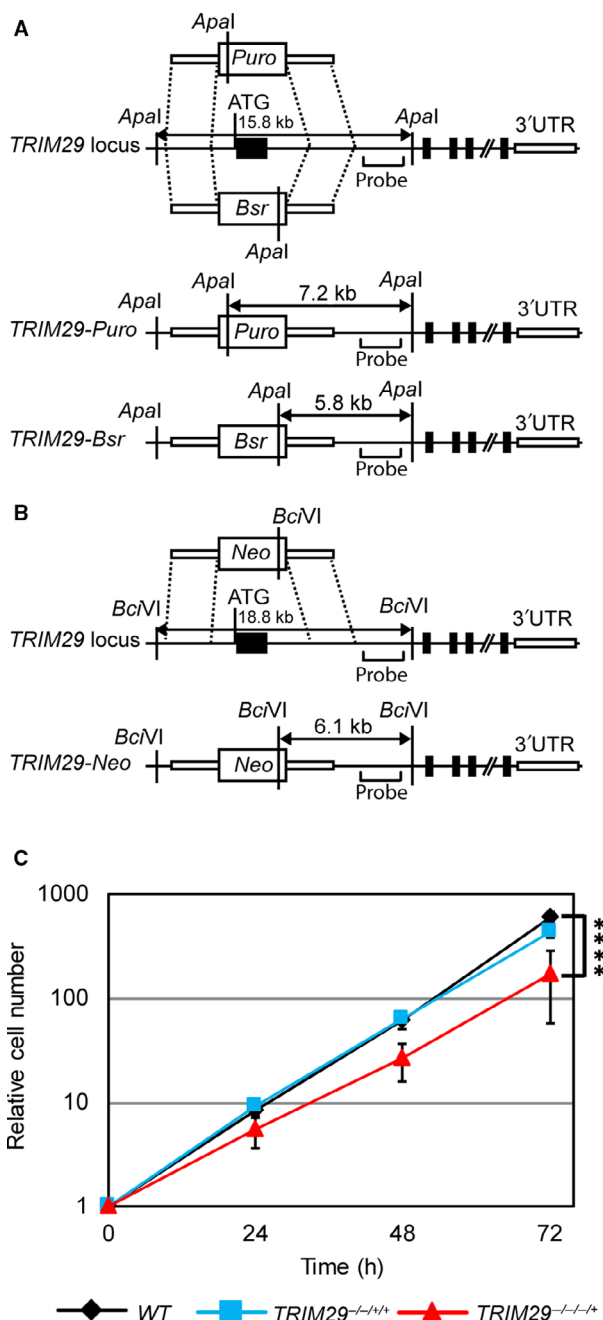 A
ApaI
Puro
ApaI
ATG
15.8 kb
ApaI
3′UTR
TRIM29 locus
Probe
Bsr
ApaI
ApaI
ApaI
7.2 kb
ApaI
3′UTR
TRIM29-Puro
Puro
Probe
ApaI
ApaI
5.8 kb
ApaI
3′UTR
TRIM29-Bsr
Bsr
Probe
B
BciVI
Neo
BciVI
ATG
18.8 kb
BciVI
3′UTR
TRIM29 locus
Probe
BciVI
BciVI
6.1 kb
BciVI
3′UTR
TRIM29-Neo
Neo
Probe
C
1000
100
10
1
Relative cell number
****
0 24 48 72
Time (h)
WT TRIM29−/−/+/+ TRIM29−/−/−/+